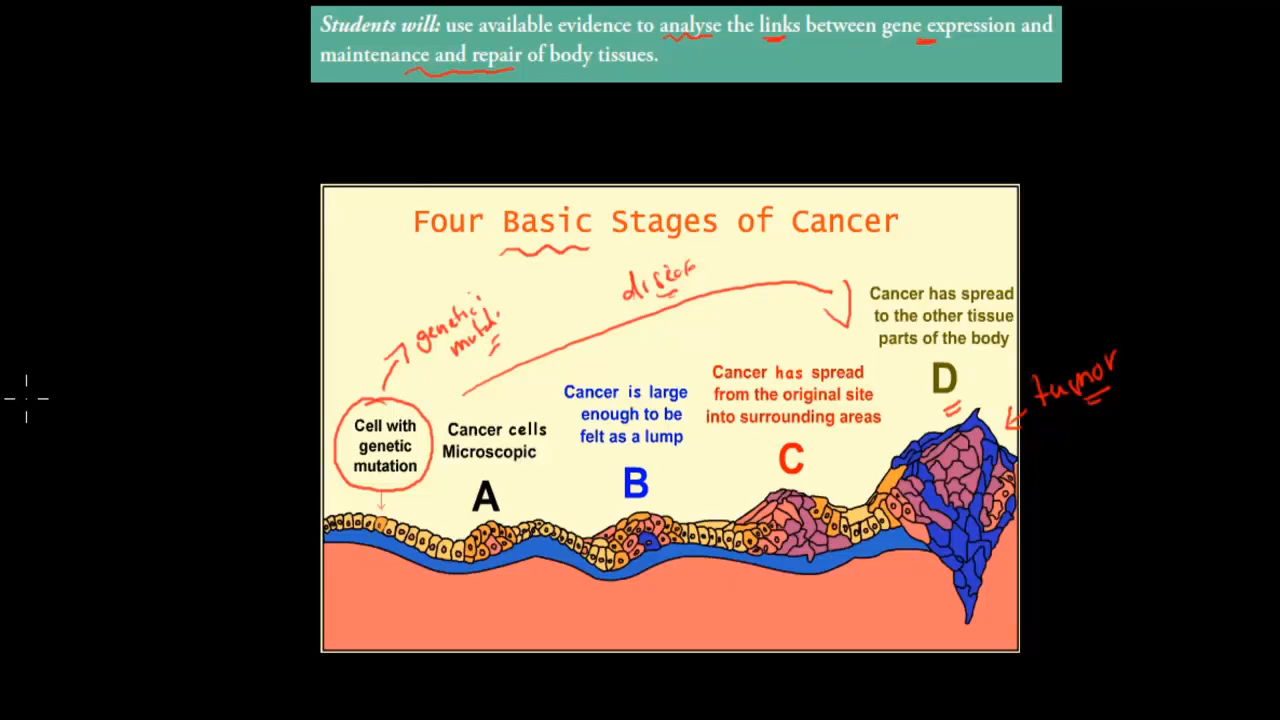 Students will: use available evidence to analyse the links between gene expression and
maintenance and repair of body tissues.
Four Basic Stages of Cancer
genetic
Cell with
genetic
mutation
Cancer cells
Microscopic
A
Cancer is large
enough to be
felt as a lump
B
Cancer has spread
from the original site
into surrounding areas
C
Cancer has spread
to the other tissue
parts of the body
D
tumor